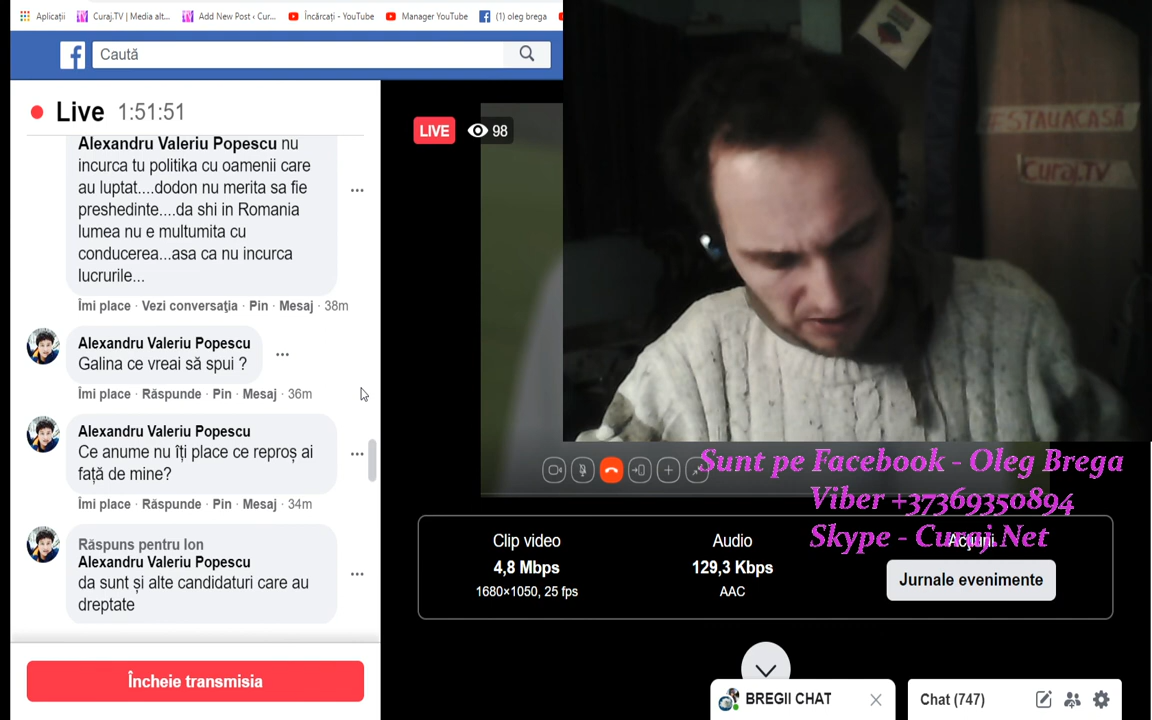 Aplicații
Curaj.TV | Media alt...
Add New Post ‹ Cur...
Încărcați - YouTube
Manager YouTube
(1) oleg brega
Caută
Live 1:51:51
LIVE 98
#STAUACASĂ
Curaj.TV
Alexandru Valeriu Popescu nu
incurca tu politika cu oamenii care
au luptat....dodon nu merita sa fie
preshedinte....da shi in Romania
lumea nu e multumita cu
conducerea...asa ca nu incurca
lucrurile...
Îmi place · Vezi conversația · Pin · Mesaj · 38m
Alexandru Valeriu Popescu
Galina ce vreai să spui ?
Îmi place · Răspunde · Pin · Mesaj · 36m
Alexandru Valeriu Popescu
Ce anume nu îți place ce reproș ai
față de mine?
Îmi place · Răspunde · Pin · Mesaj · 34m
Răspuns pentru Ion
Alexandru Valeriu Popescu
da sunt și alte candidaturi care au
dreptate
Încheie transmisia
Sunt pe Facebook - Oleg Brega
Viber +37369350894
Skype - Curaj.Net
Clip video
4,8 Mbps
1680×1050, 25 fps
Audio
129,3 Kbps
AAC
Acțiuni
Jurnale evenimente
BREGII CHAT
Chat (747)